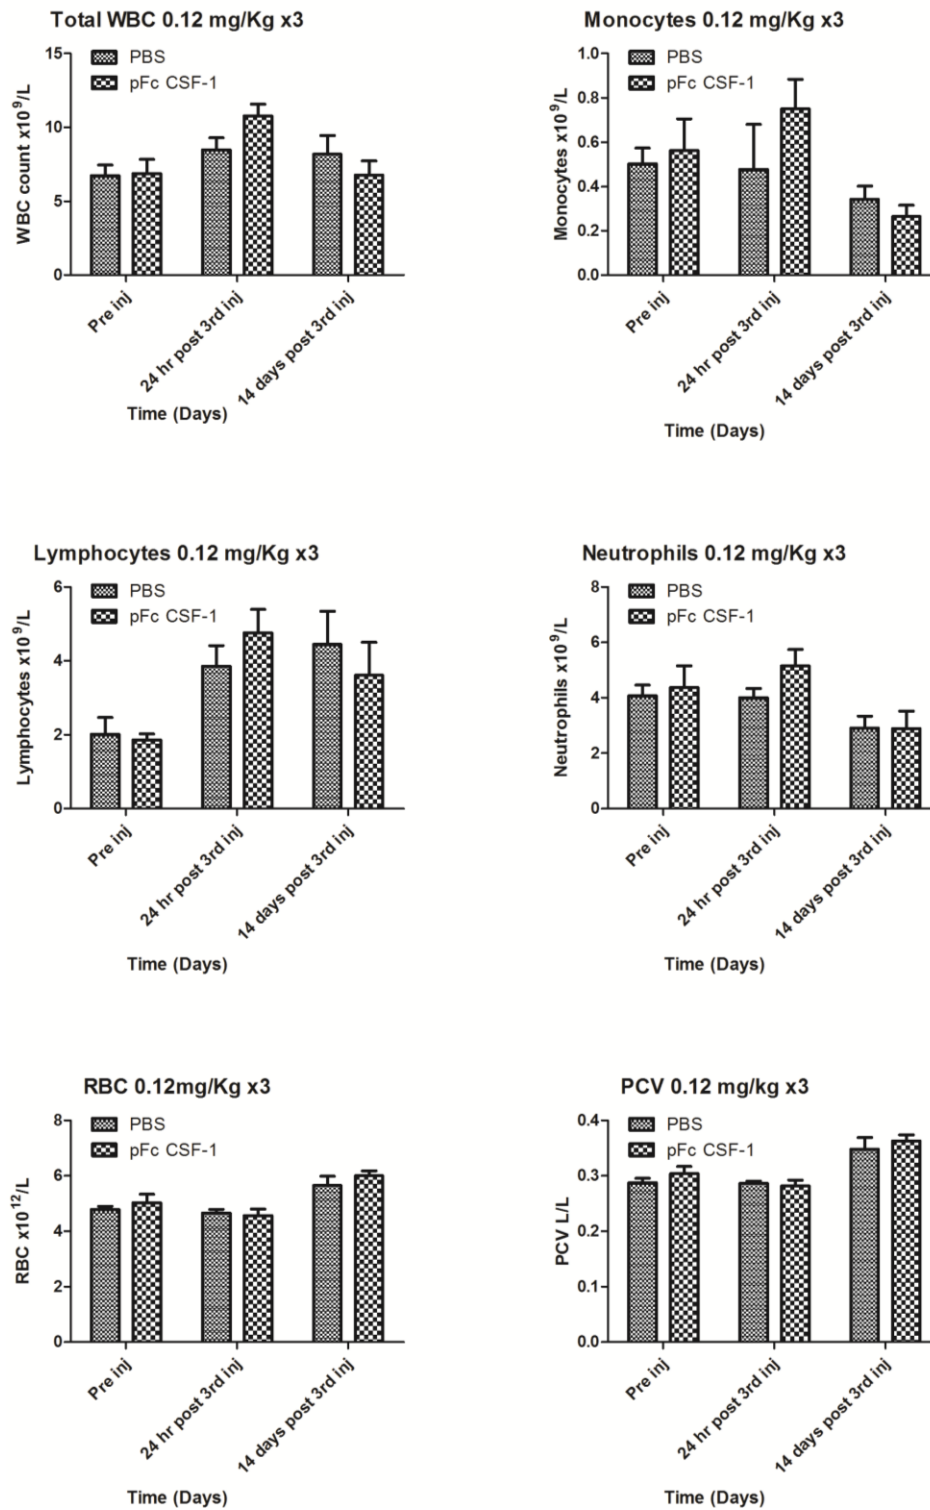 Total WBC 0.12 mg/Kg x3
WBC count x10⁹/L
15
10
5
0
PBS
pFc CSF-1
Pre inj
24 hr post 3rd inj
14 days post 3rd inj
Time (Days)
Monocytes 0.12 mg/Kg x3
Monocytes x10⁹/L
1.0
0.8
0.6
0.4
0.2
0.0
PBS
pFc CSF-1
Pre inj
24 hr post 3rd inj
14 days post 3rd inj
Time (Days)
Lymphocytes 0.12 mg/Kg x3
Lymphocytes x10⁹/L
6
4
2
0
PBS
pFc CSF-1
Pre inj
24 hr post 3rd inj
14 days post 3rd inj
Time (Days)
Neutrophils 0.12 mg/Kg x3
Neutrophils x10⁹/L
8
6
4
2
0
PBS
pFc CSF-1
Pre inj
24 hr post 3rd inj
14 days post 3rd inj
Time (Days)
RBC 0.12mg/Kg x3
RBC x10¹²/L
8
6
4
2
0
PBS
pFc CSF-1
Pre inj
24 hr post 3rd inj
14 days post 3rd inj
Time (Days)
PCV 0.12 mg/kg x3
PCV L/L
0.4
0.3
0.2
0.1
0.0
PBS
pFc CSF-1
Pre inj
24 hr post 3rd inj
14 days post 3rd inj
Time (Days)